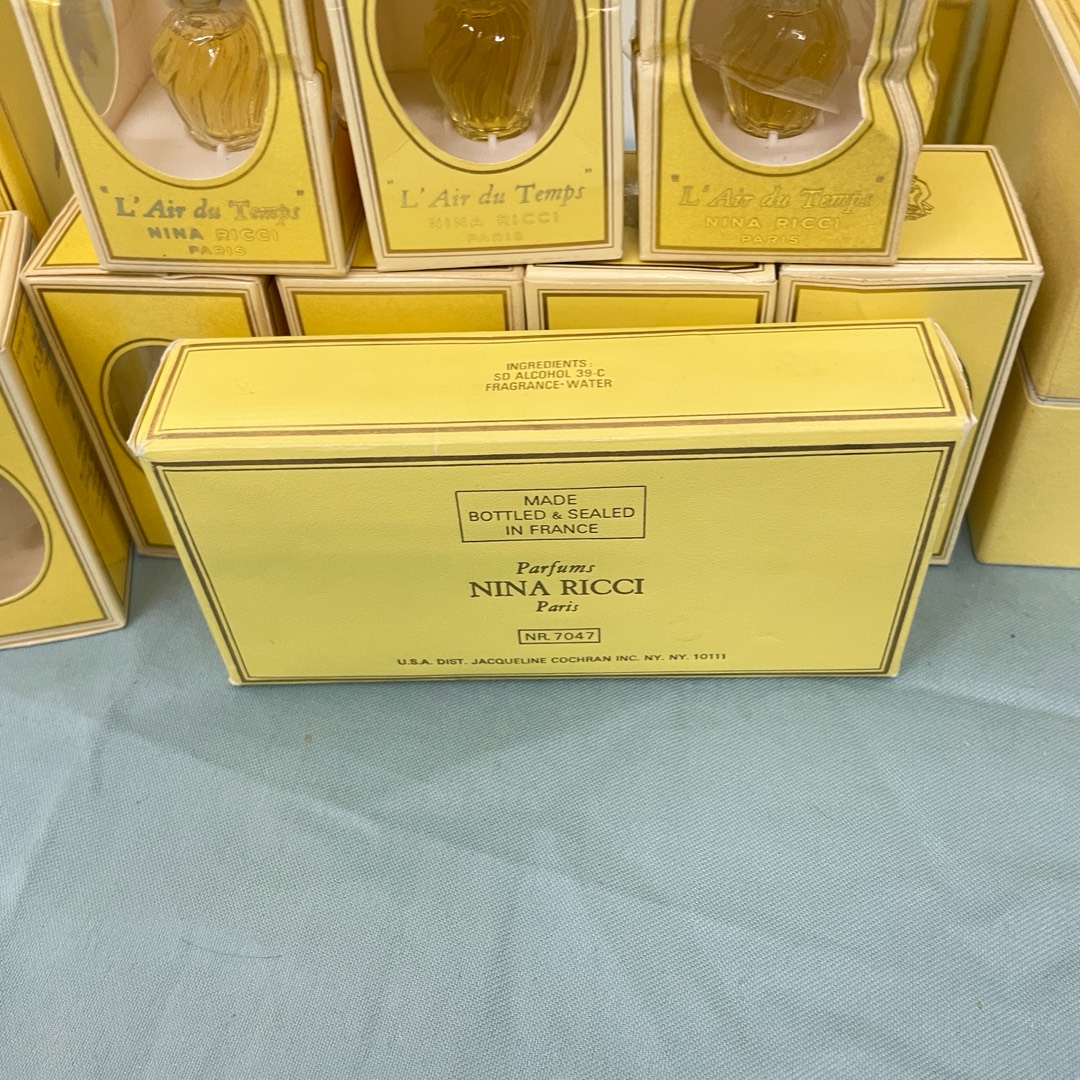 "L'Air du Temps"
NINA RICCI
PARIS
"L'Air du Temps"
NINA RICCI
PARIS
"L'Air du Temps"
NINA RICCI
PARIS
INGREDIENTS:
SD ALCOHOL 39-C
FRAGRANCE-WATER
MADE
BOTTLED & SEALED
IN FRANCE
Parfums
NINA RICCI
Paris
NR. 7047
U.S.A. DIST. JACQUELINE COCHRAN INC. NY. NY. 10111